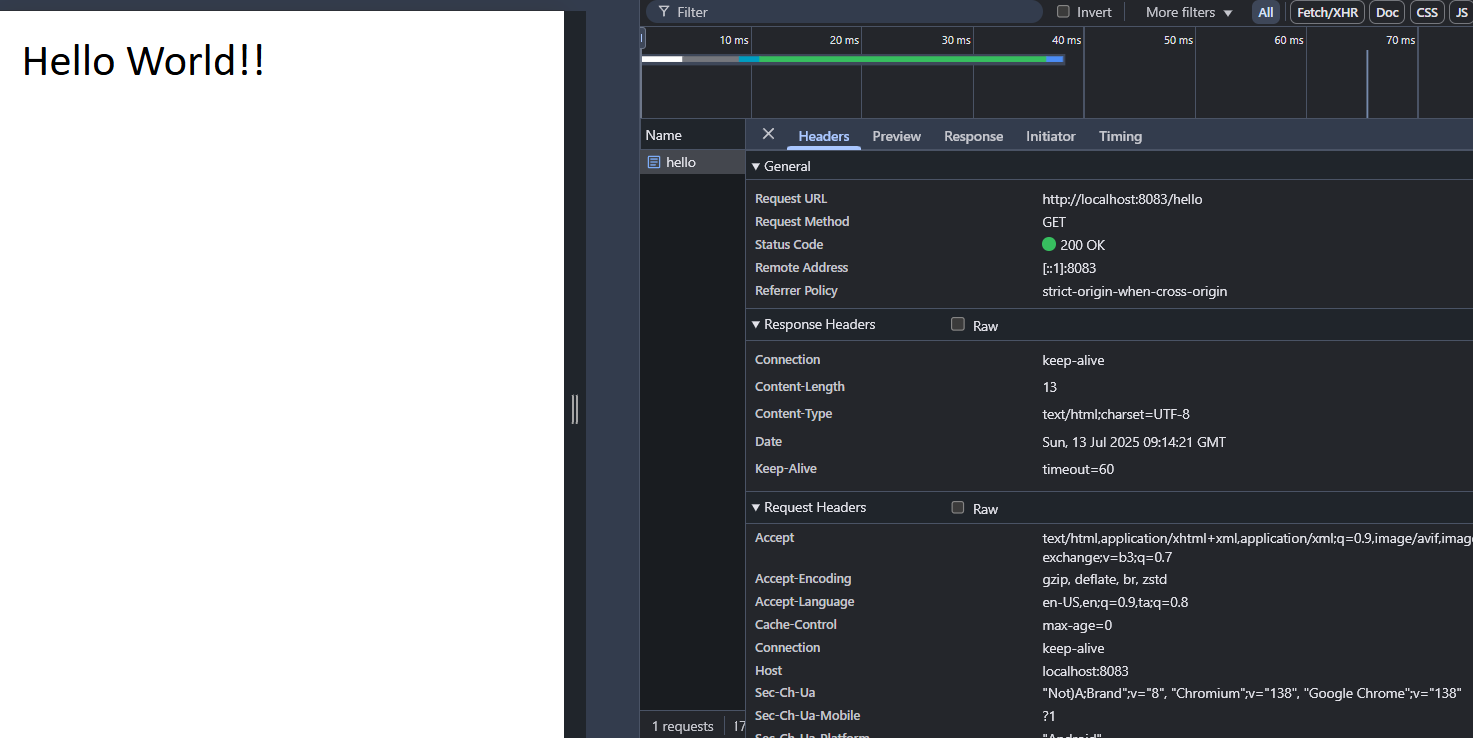 Hello World!!
Filter
Invert
More filters
All
Fetch/XHR
Doc
CSS
JS
10 ms
20 ms
30 ms
40 ms
50 ms
60 ms
70 ms
Name
hello
Headers
Preview
Response
Initiator
Timing
General
Request URL http://localhost:8083/hello
Request Method GET
Status Code 200 OK
Remote Address [::1]:8083
Referrer Policy strict-origin-when-cross-origin
Response Headers Raw
Connection keep-alive
Content-Length 13
Content-Type text/html;charset=UTF-8
Date Sun, 13 Jul 2025 09:14:21 GMT
Keep-Alive timeout=60
Request Headers Raw
Accept text/html,application/xhtml+xml,application/xml;q=0.9,image/avif,imag
exchange;v=b3;q=0.7
Accept-Encoding gzip, deflate, br, zstd
Accept-Language en-US,en;q=0.9,ta;q=0.8
Cache-Control max-age=0
Connection keep-alive
Host localhost:8083
Sec-Ch-Ua "Not)A;Brand";v="8", "Chromium";v="138", "Google Chrome";v="138"
Sec-Ch-Ua-Mobile ?1
Sec-Ch-Ua-Platform "Android"
1 requests 17